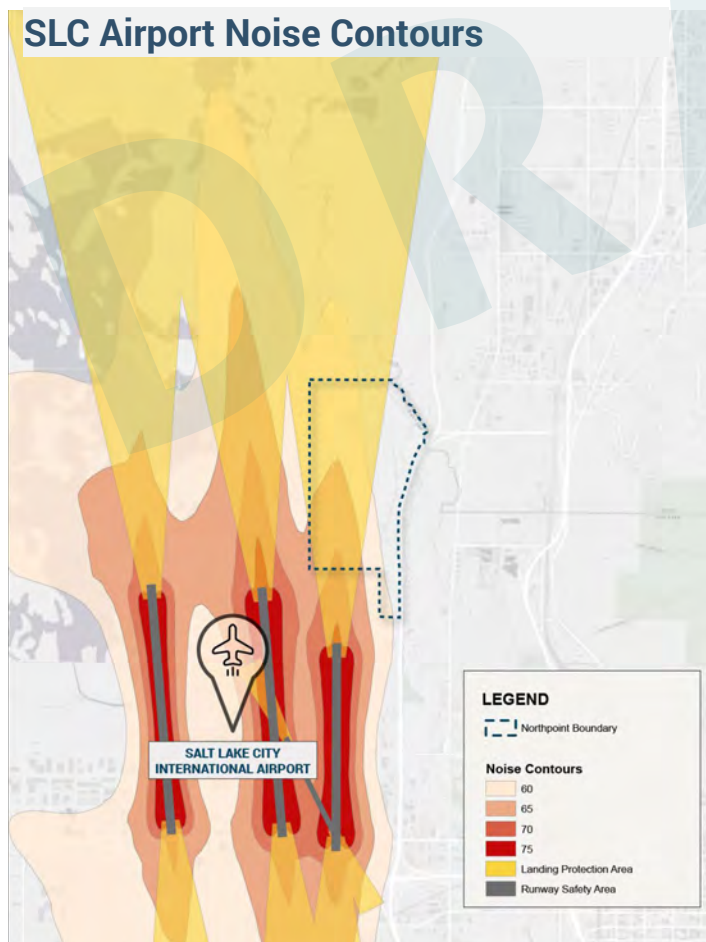 SLC Airport Noise Contours
DR
SALT LAKE CITY
INTERNATIONAL AIRPORT
LEGEND
Northpoint Boundary
Noise Contours
60
65
70
75
Landing Protection Area
Runway Safety Area